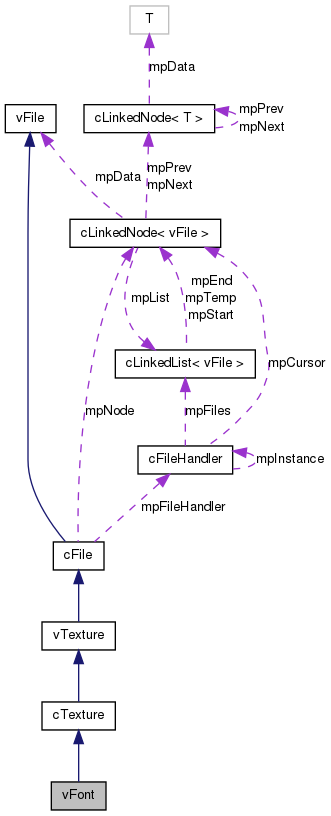 T
mpData
vFile
cLinkedNode< T >
mpPrev
mpNext
mpData
mpPrev
mpNext
cLinkedNode< vFile >
mpList
mpEnd
mpTemp
mpStart
cLinkedList< vFile >
mpCursor
mpNode
mpFiles
cFileHandler
mpInstance
mpFileHandler
cFile
vTexture
cTexture
vFont